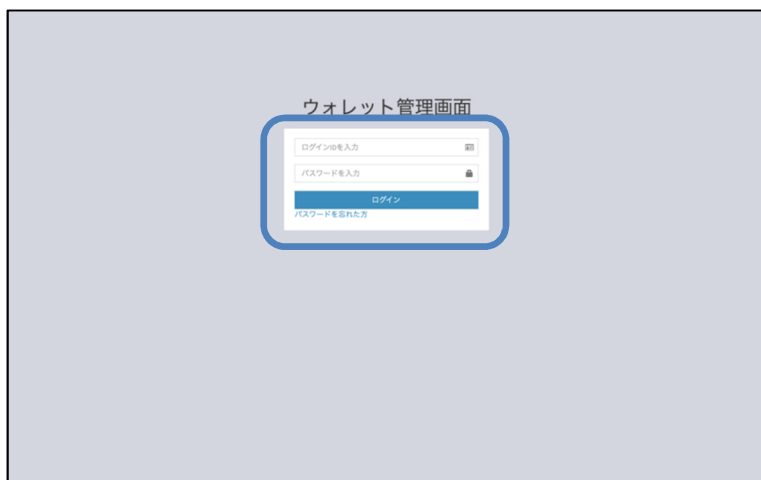 ウォレット管理画面
ログインIDを入力
パスワードを入力
ログイン
パスワードを忘れた方